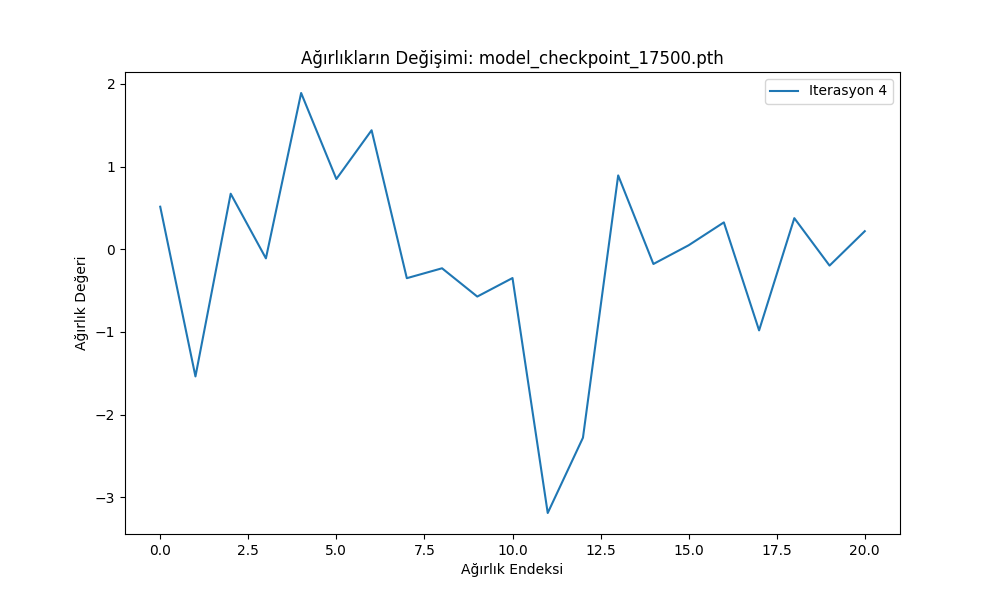 Ağırlıkların Değişimi: model_checkpoint_17500.pth
Iterasyon 4
Ağırlık Değeri
2
1
0
−1
−2
−3
0.0 2.5 5.0 7.5 10.0 12.5 15.0 17.5 20.0
Ağırlık Endeksi